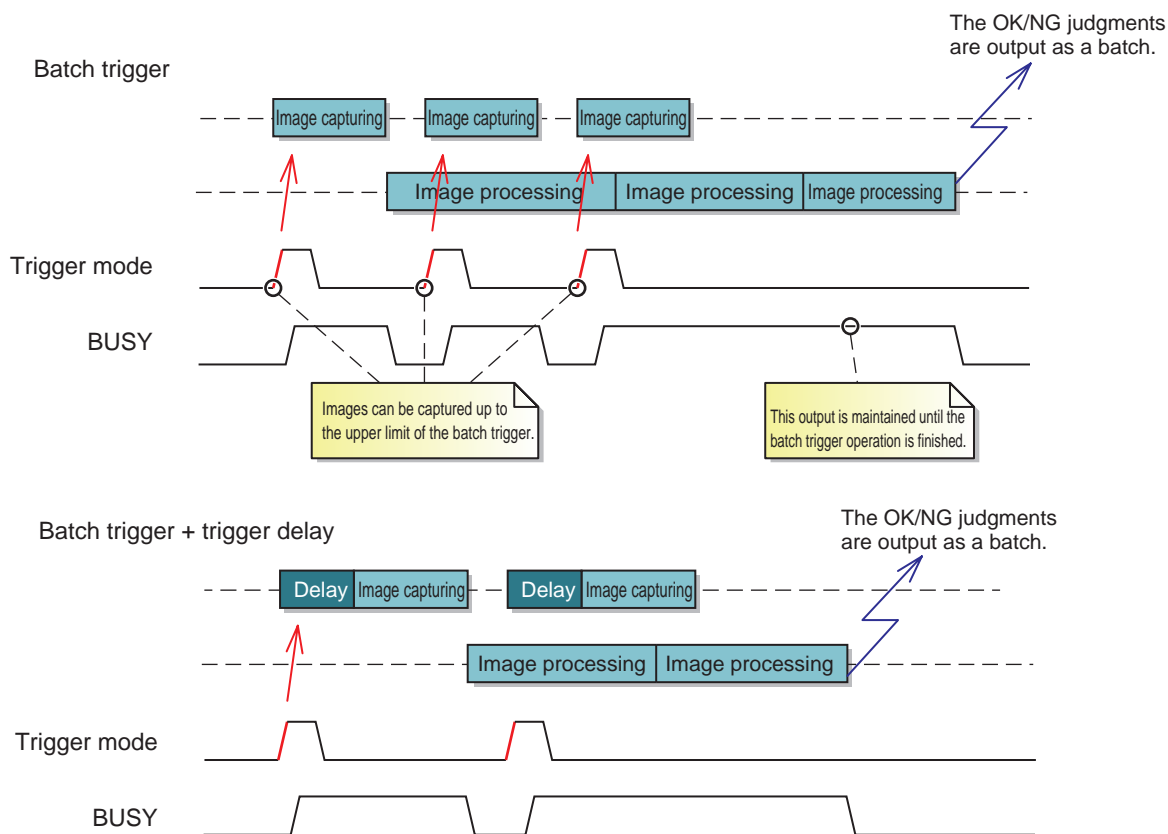 The OK/NG judgments
are output as a batch.
Batch trigger
Image capturing
Image capturing
Image capturing
Image processing
Image processing
Image processing
Trigger mode
BUSY
Images can be captured up to
the upper limit of the batch trigger.
This output is maintained until the
batch trigger operation is finished.
The OK/NG judgments
are output as a batch.
Batch trigger + trigger delay
Delay
Image capturing
Delay
Image capturing
Image processing
Image processing
Trigger mode
BUSY